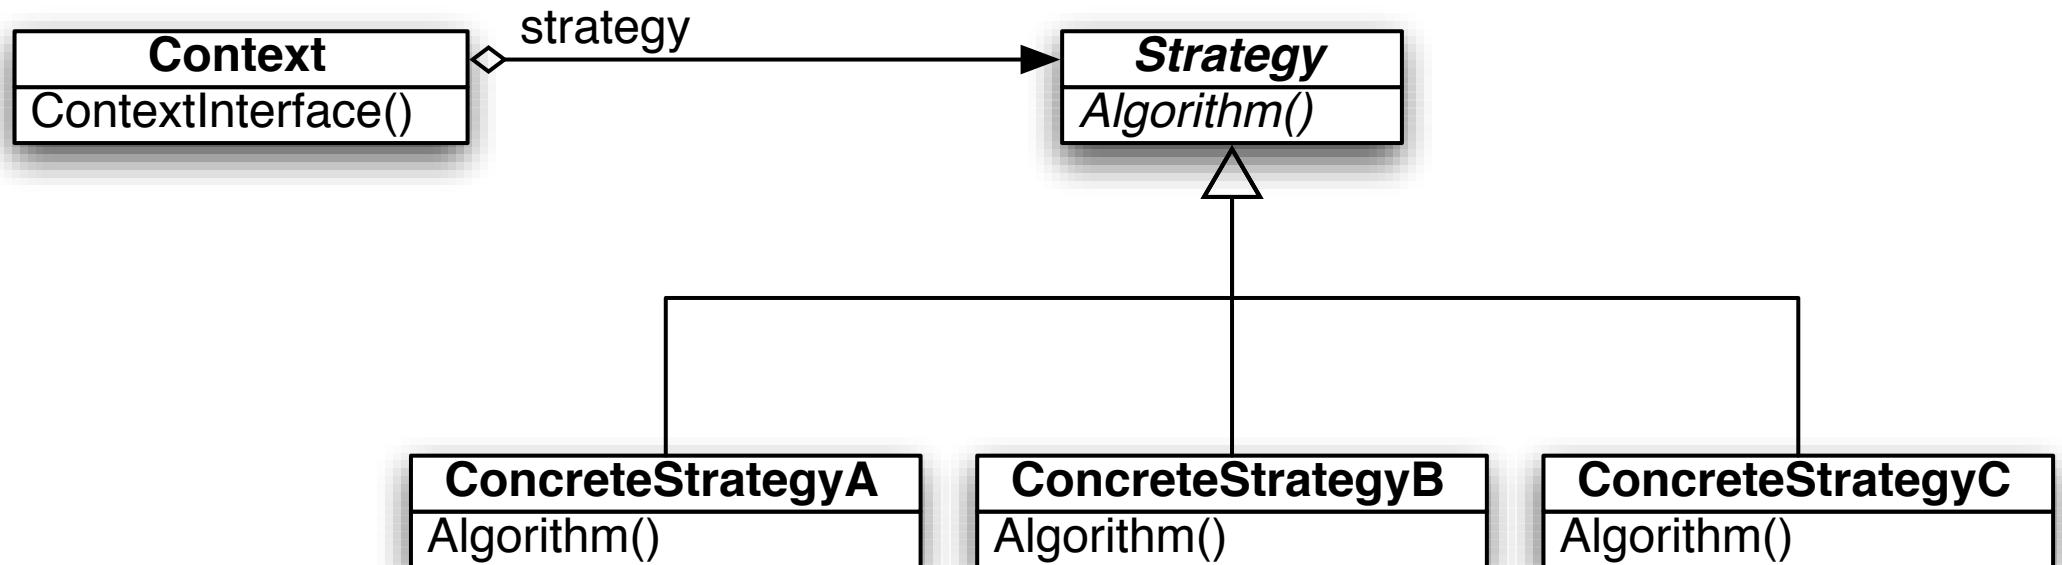 strategy
Context
Strategy
ContextInterface()
Algorithm()
ConcreteStrategyA
ConcreteStrategyB
ConcreteStrategyC
Algorithm()
Algorithm()
Algorithm()